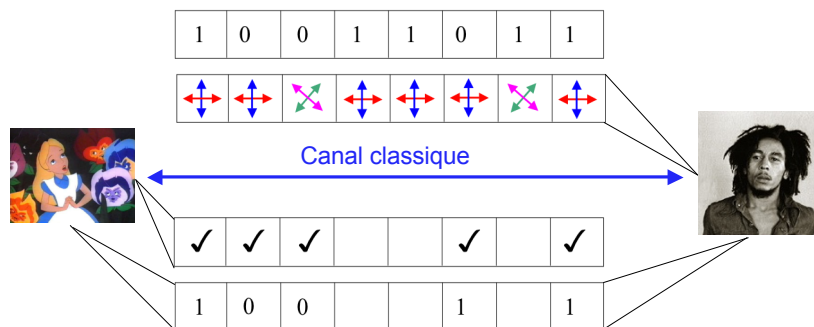 1 0 0 1 1 0 1 1
Canal classique
✓ ✓ ✓ ✓ ✓
1 0 0 1 1